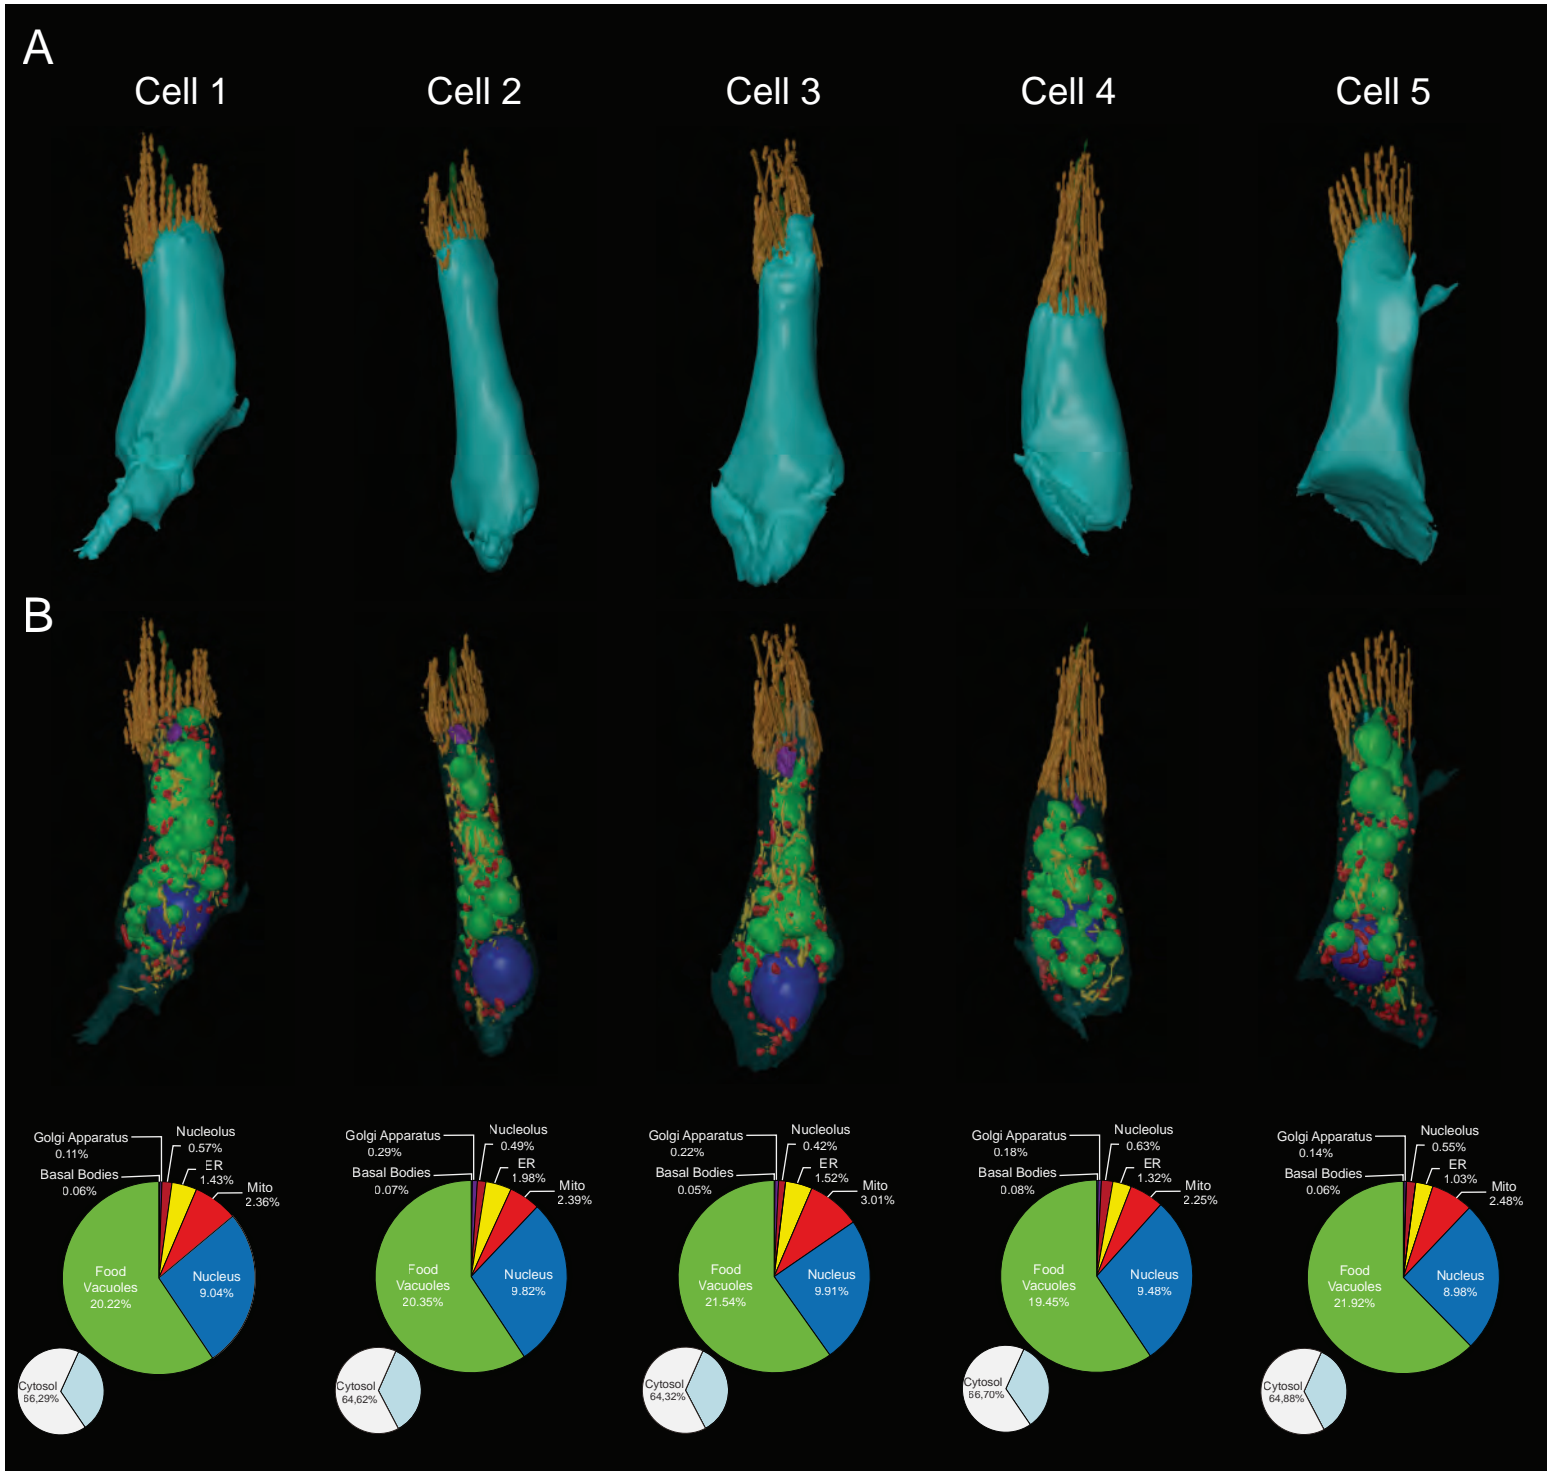 A
Cell 1
Cell 2
Cell 3
Cell 4
Cell 5
B
Golgi Apparatus
0.11%
Basal Bodies
0.06%
Nucleolus
0.57%
ER
1.43%
Mito
2.36%
Food
Vacuoles
20.22%
Nucleus
9.04%
Cytosol
66,29%
Golgi Apparatus
0.29%
Basal Bodies
0.07%
Nucleolus
0.49%
ER
1.98%
Mito
2.39%
Food
Vacuoles
20.35%
Nucleus
9.82%
Cytosol
64,62%
Golgi Apparatus
0.22%
Basal Bodies
0.05%
Nucleolus
0.42%
ER
1.52%
Mito
3.01%
Food
Vacuoles
21.54%
Nucleus
9.91%
Cytosol
64,32%
Golgi Apparatus
0.18%
Basal Bodies
0.08%
Nucleolus
0.63%
ER
1.32%
Mito
2.25%
Food
Vacuoles
19.45%
Nucleus
9.48%
Cytosol
66,70%
Golgi Apparatus
0.14%
Basal Bodies
0.06%
Nucleolus
0.55%
ER
1.03%
Mito
2.48%
Food
Vacuoles
21.92%
Nucleus
8.98%
Cytosol
64,88%